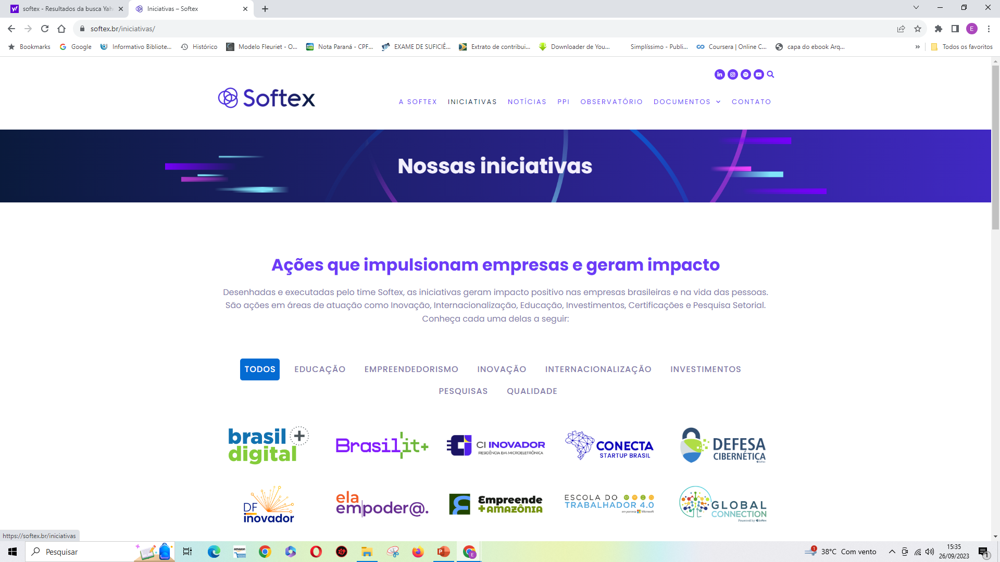 softex - Resultados da busca Yah
Iniciativas – Softex
softex.br/iniciativas/
E
Bookmarks
Google
Informativo Bibliote...
Histórico
Modelo Fleuriet - O...
Nota Paraná - CPF...
EXAME DE SUFICIÊ...
Extrato de contribui...
Downloader de You...
Simplíssimo - Publi...
Coursera | Online C...
capa do ebook Arq...
»
Todos os favoritos
Softex
A SOFTEX
INICIATIVAS
NOTÍCIAS
PPI
OBSERVATÓRIO
DOCUMENTOS
CONTATO
Nossas iniciativas
Ações que impulsionam empresas e geram impacto
Desenhadas e executadas pelo time Softex, as iniciativas geram impacto positivo nas empresas brasileiras e na vida das pessoas.
São ações em áreas de atuação como Inovação, Internacionalização, Educação, Investimentos, Certificações e Pesquisa Setorial.
Conheça cada uma delas a seguir:
TODOS
EDUCAÇÃO
EMPREENDEDORISMO
INOVAÇÃO
INTERNACIONALIZAÇÃO
INVESTIMENTOS
PESQUISAS
QUALIDADE
brasil +
digital
Brasilit+
CI INOVADOR
RESIDÊNCIA EM MICROELETRÔNICA
CONECTA
STARTUP BRASIL
DEFESA
CIBERNÉTICA
Softex
DF
inovador
ela
empoder@.
Empreende
+AMAZÔNIA
ESCOLA DO
TRABALHADOR 4.0
em parceria Microsoft
GLOBAL
CONNECTION
Powered by Softex
https://softex.br/iniciativas
Pesquisar
amazon
1
38°C Com vento
15:35
26/09/2023
1